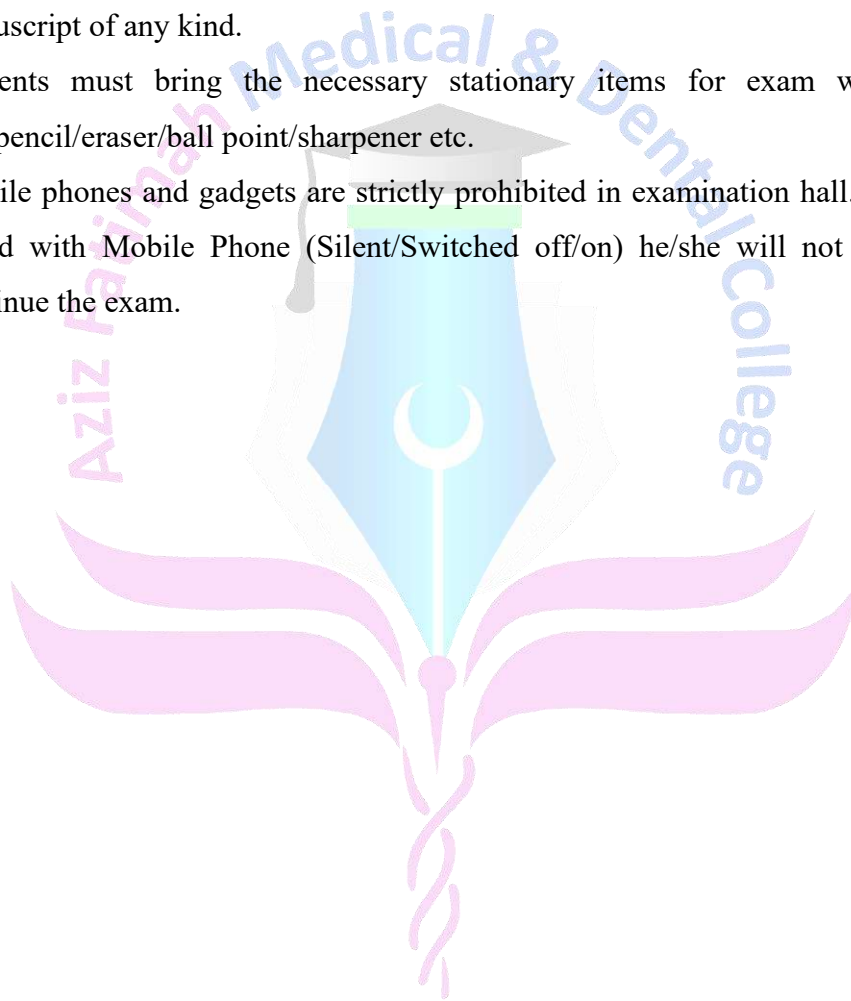 uscript of any kind.
ents must bring the necessary stationary items for exam w
pencil/eraser/ball point/sharpener etc.
ile phones and gadgets are strictly prohibited in examination hall.
d with Mobile Phone (Silent/Switched off/on) he/she will not
inue the exam.
Aziz Fatimah Medical & Dental College